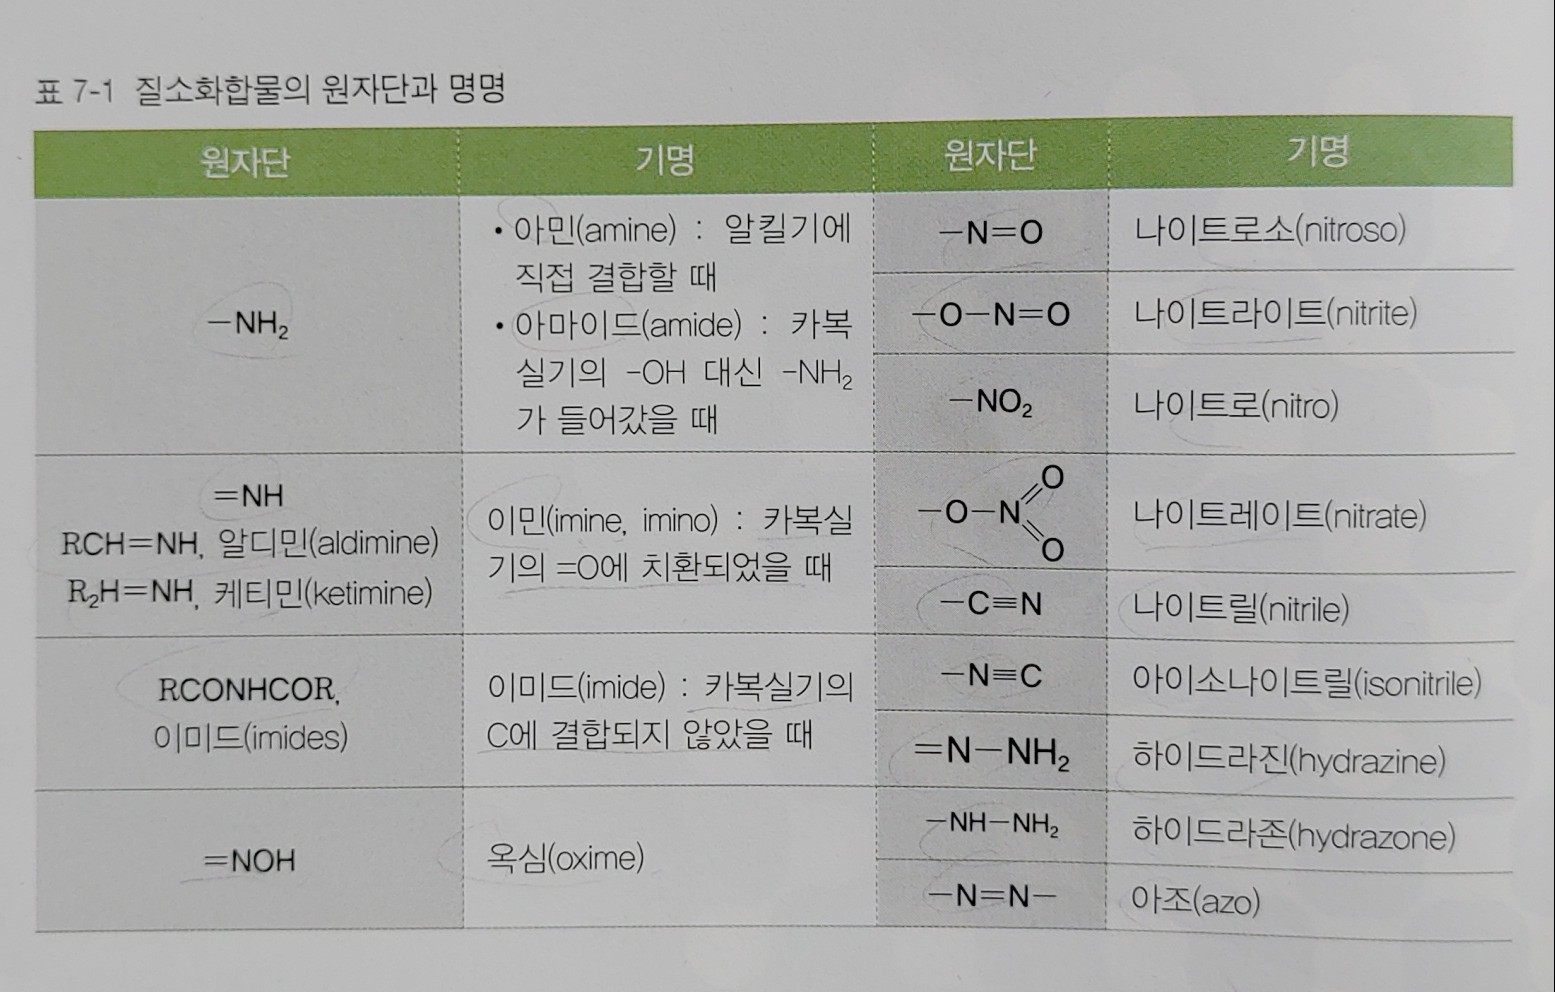 표 7-1 질소화합물의 원자단과 명명
원자단
기명
원자단
기명
−NH₂
• 아민(amine) : 알킬기에
직접 결합할 때
• 아마이드(amide) : 카복
실기의 -OH 대신 -NH₂
가 들어갔을 때
=NH
RCH=NH, 알디민(aldimine)
R₂H=NH, 케티민(ketimine)
이민(imine, imino) : 카복실
기의 =O에 치환되었을 때
RCONHCOR,
이미드(imides)
이미드(imide) : 카복실기의
C에 결합되지 않았을 때
=NOH
옥심(oxime)
−N=O
나이트로소(nitroso)
−O−N=O
나이트라이트(nitrite)
−NO₂
나이트로(nitro)
O
−O−N
O
나이트레이트(nitrate)
−C≡N
나이트릴(nitrile)
−N≡C
아이소나이트릴(isonitrile)
=N−NH₂
하이드라진(hydrazine)
−NH−NH₂
하이드라존(hydrazone)
−N=N−
아조(azo)